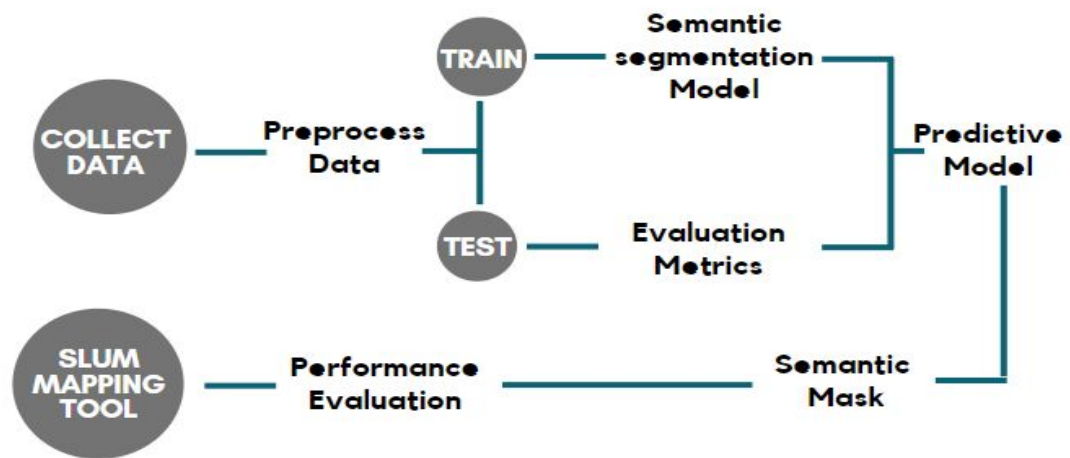 COLLECT
DATA
Preprocess
Data
TRAIN
Semantic
segmentation
Model
TEST
Evaluation
Metrics
Predictive
Model
Semantic
Mask
Performance
Evaluation
SLUM
MAPPING
TOOL